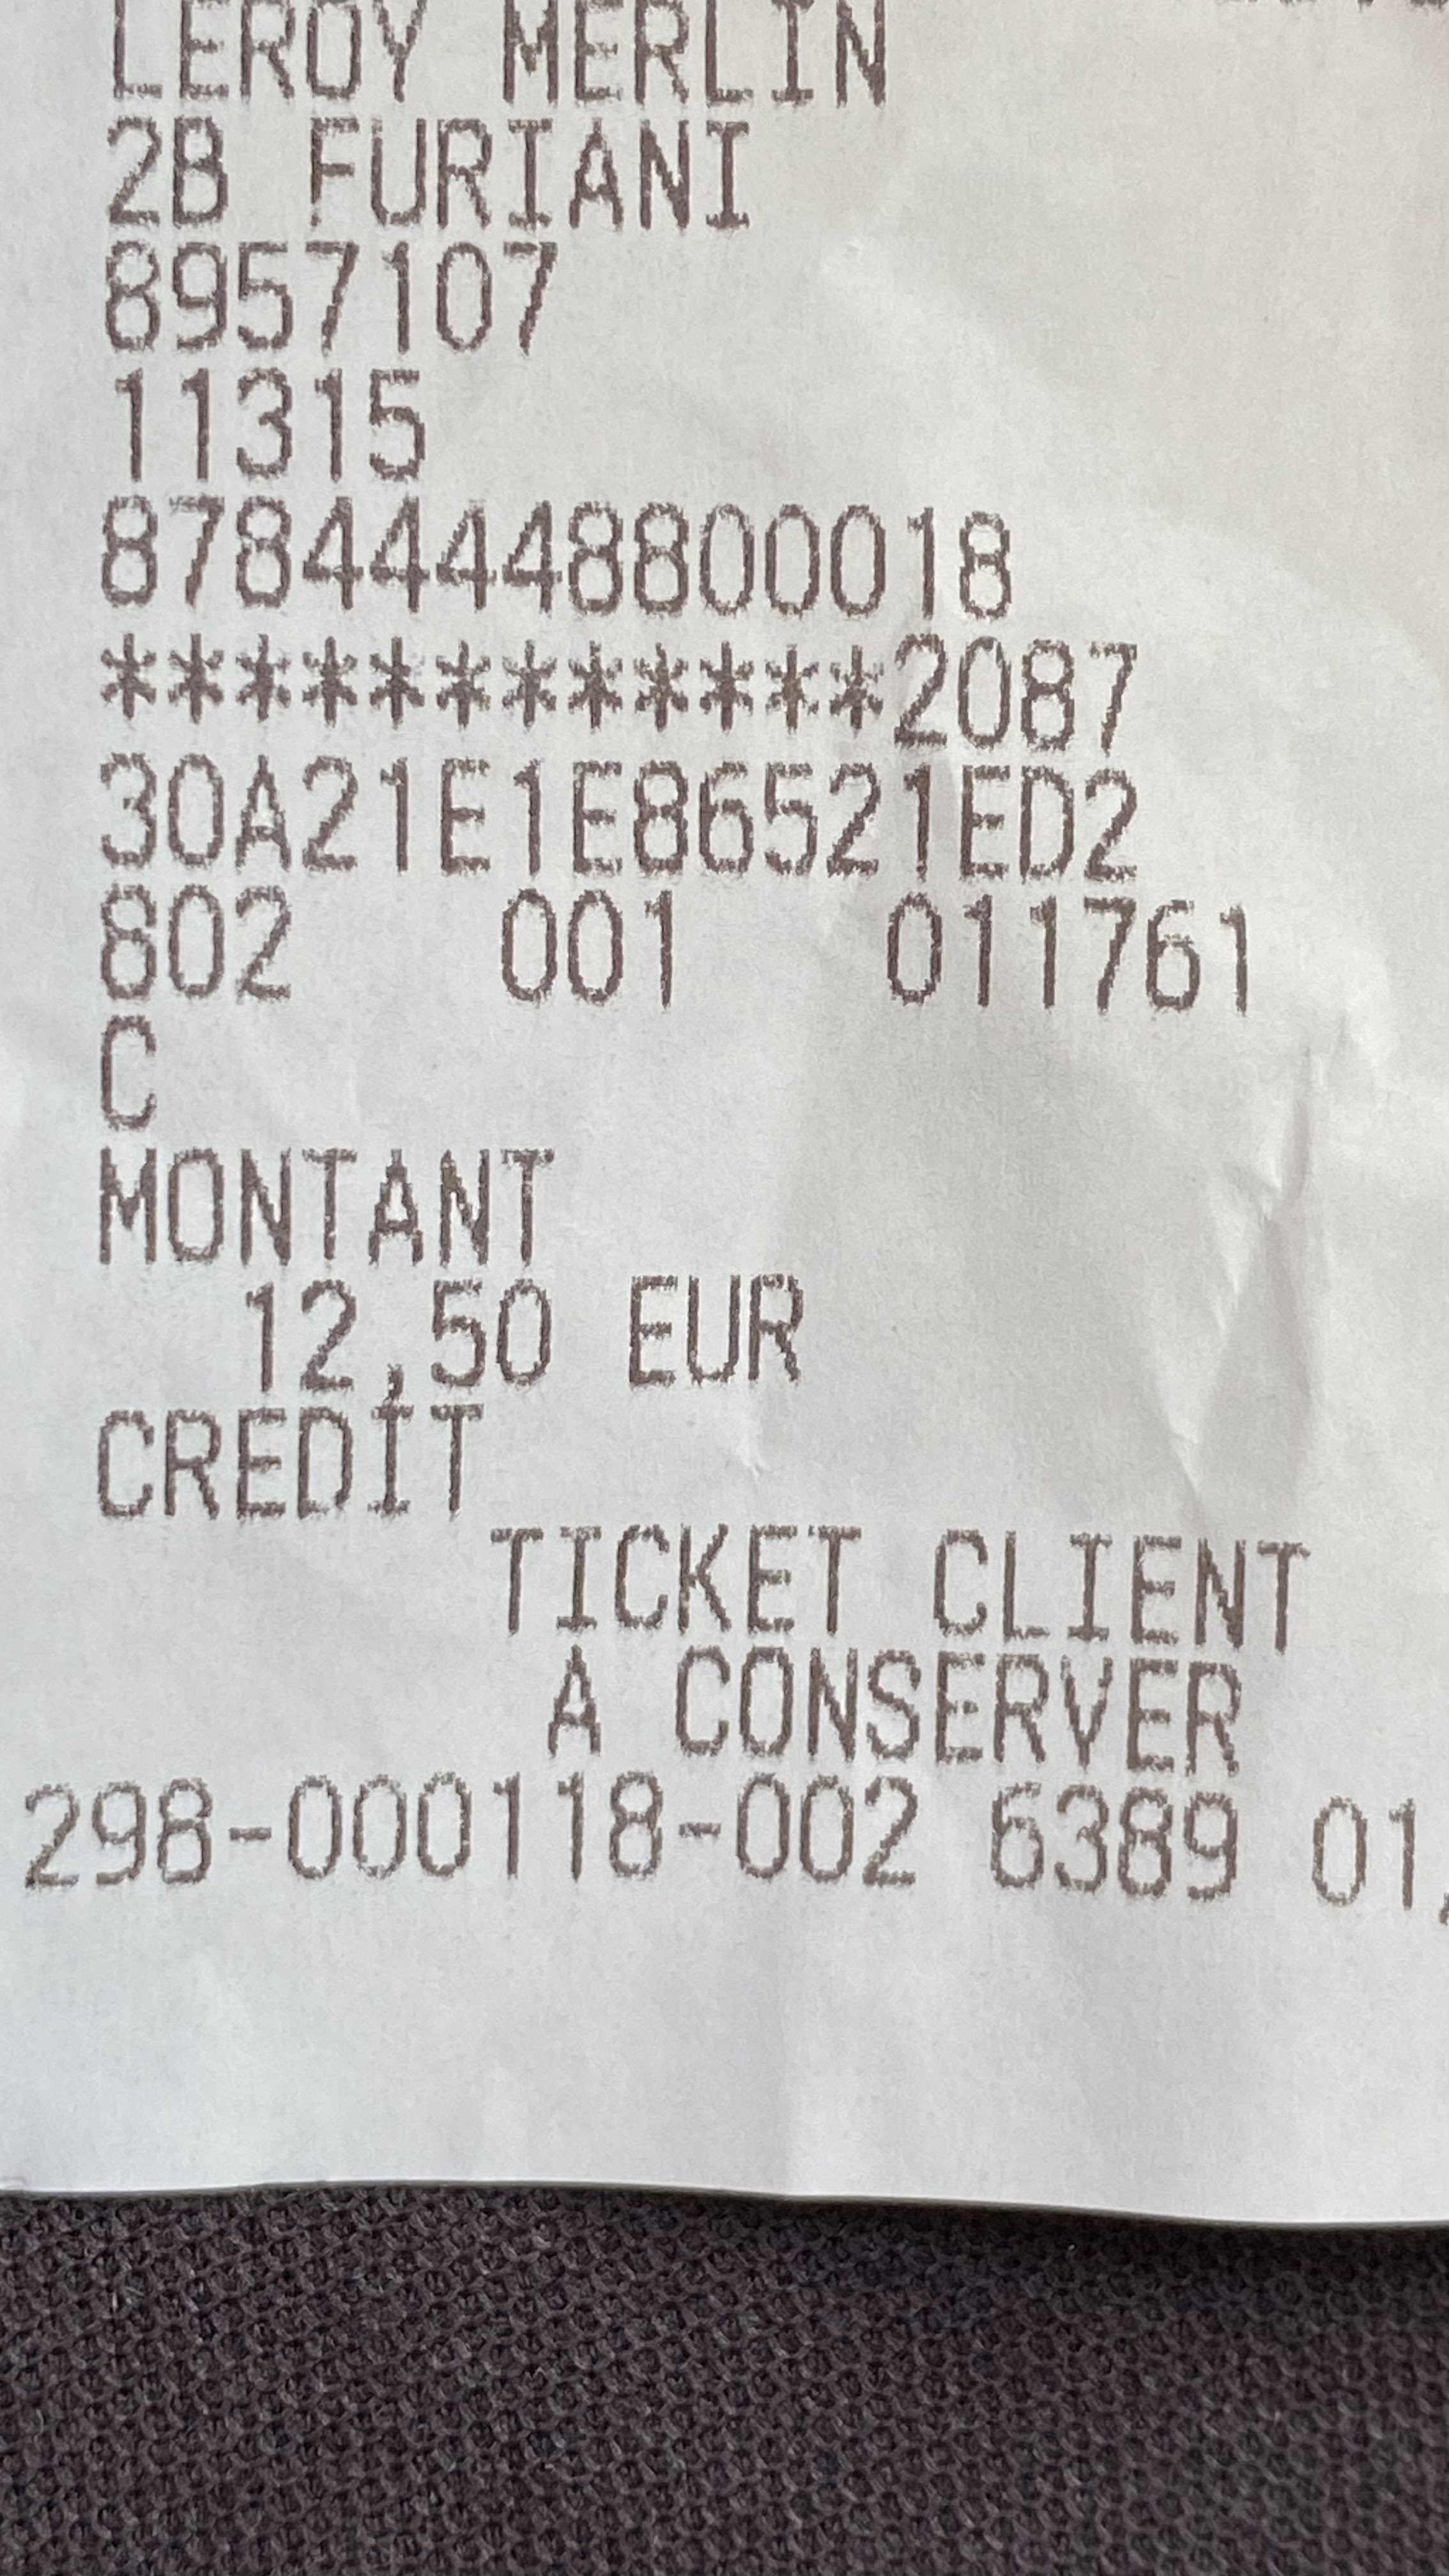 LEROY MERLIN
2B FURIANI
8957107
11315
87844448800018
************2087
30A21E1E86521ED2
802 001 011761
C
MONTANT
12,50 EUR
CREDIT
TICKET CLIENT
A CONSERVER
298-000118-002 6389 01